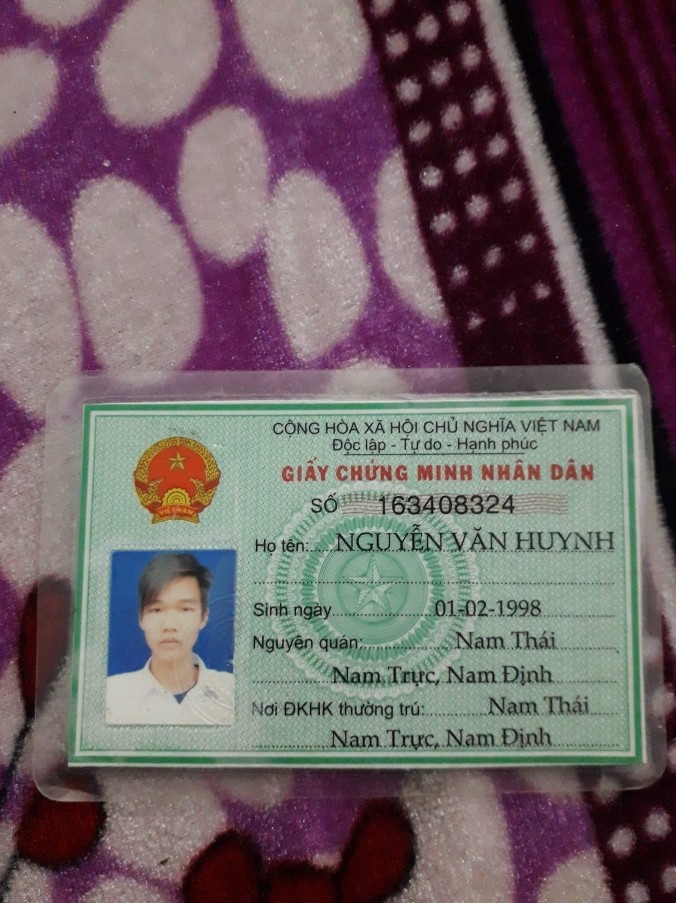 CỘNG HÒA XÃ HỘI CHỦ NGHĨA VIỆT NAM
Độc lập - Tự do - Hạnh phúc
GIẤY CHỨNG MINH NHÂN DÂN
SỐ 163408324
Họ tên: NGUYỄN VĂN HUYNH
Sinh ngày 01-02-1998
Nguyên quán: Nam Thái
Nam Trực, Nam Định
Nơi ĐKHK thường trú: Nam Thái
Nam Trực, Nam Định
VIỆT NAM